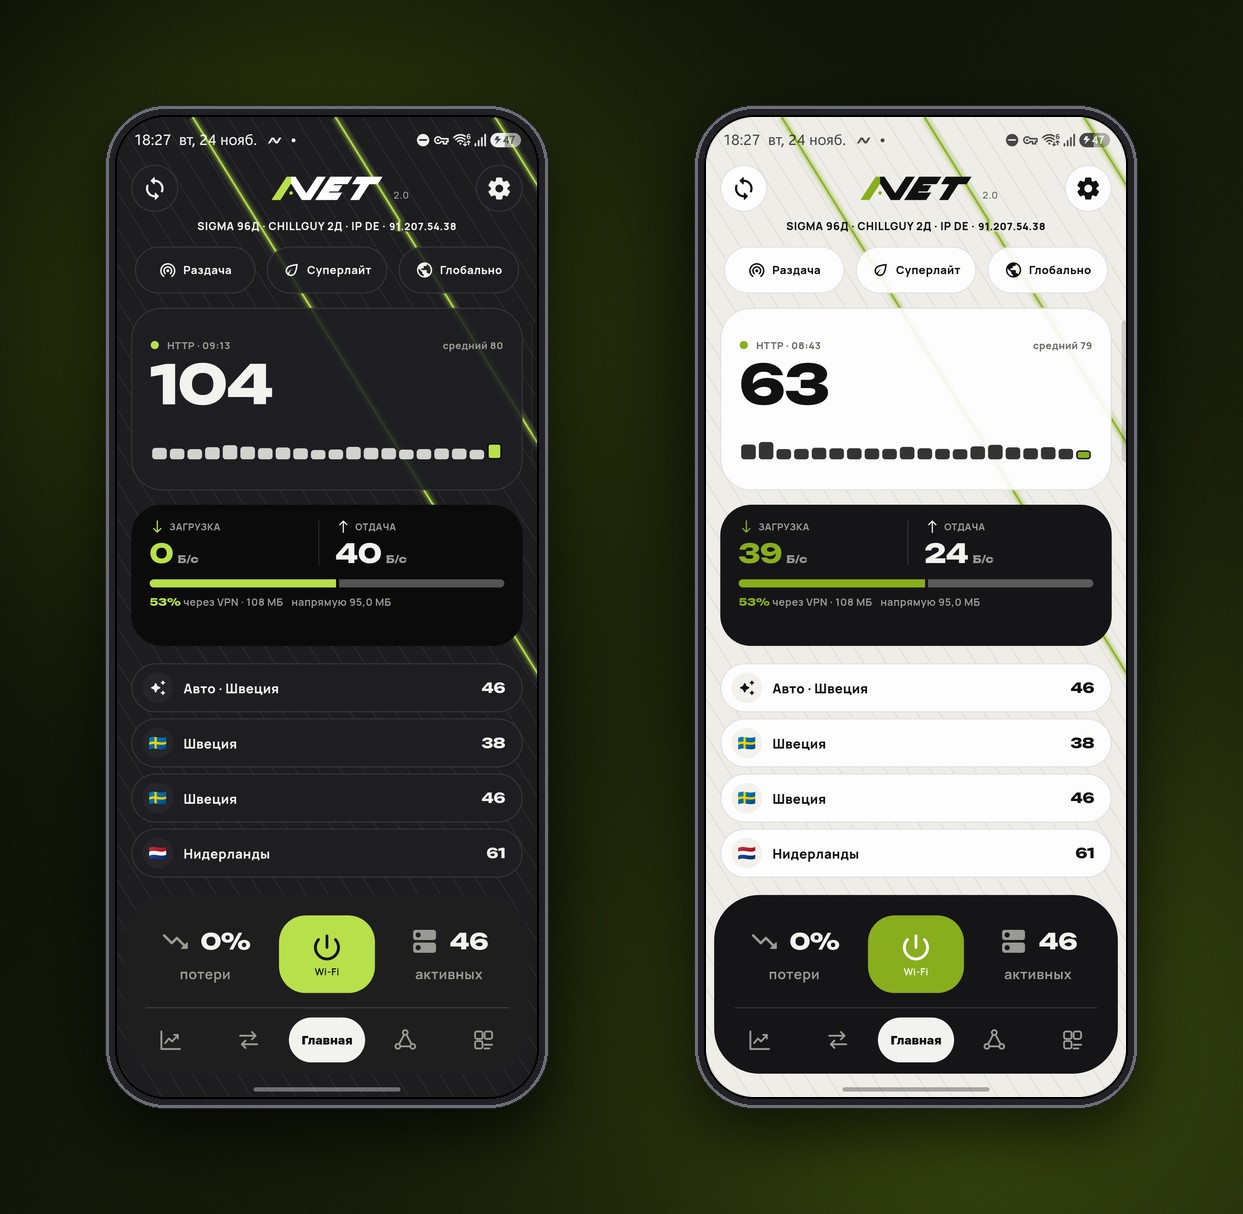 18:27 вт, 24 нояб. 47
NET 2.0
SIGMA 96Д · CHILLGUY 2Д · IP DE · 91.207.54.38
Раздача Суперлайт Глобально
HTTP · 09:13 средний 80
104
ЗАГРУЗКА ОТДАЧА
0 Б/с 40 Б/с
53% через VPN · 108 МБ напрямую 95,0 МБ
Авто · Швеция 46
Швеция 38
Швеция 46
Нидерланды 61
0% 46
Wi-Fi
потери активных
Главная
18:27 вт, 24 нояб. 47
NET 2.0
SIGMA 96Д · CHILLGUY 2Д · IP DE · 91.207.54.38
Раздача Суперлайт Глобально
HTTP · 08:43 средний 79
63
ЗАГРУЗКА ОТДАЧА
39 Б/с 24 Б/с
53% через VPN · 108 МБ напрямую 95,0 МБ
Авто · Швеция 46
Швеция 38
Швеция 46
Нидерланды 61
0% 46
Wi-Fi
потери активных
Главная